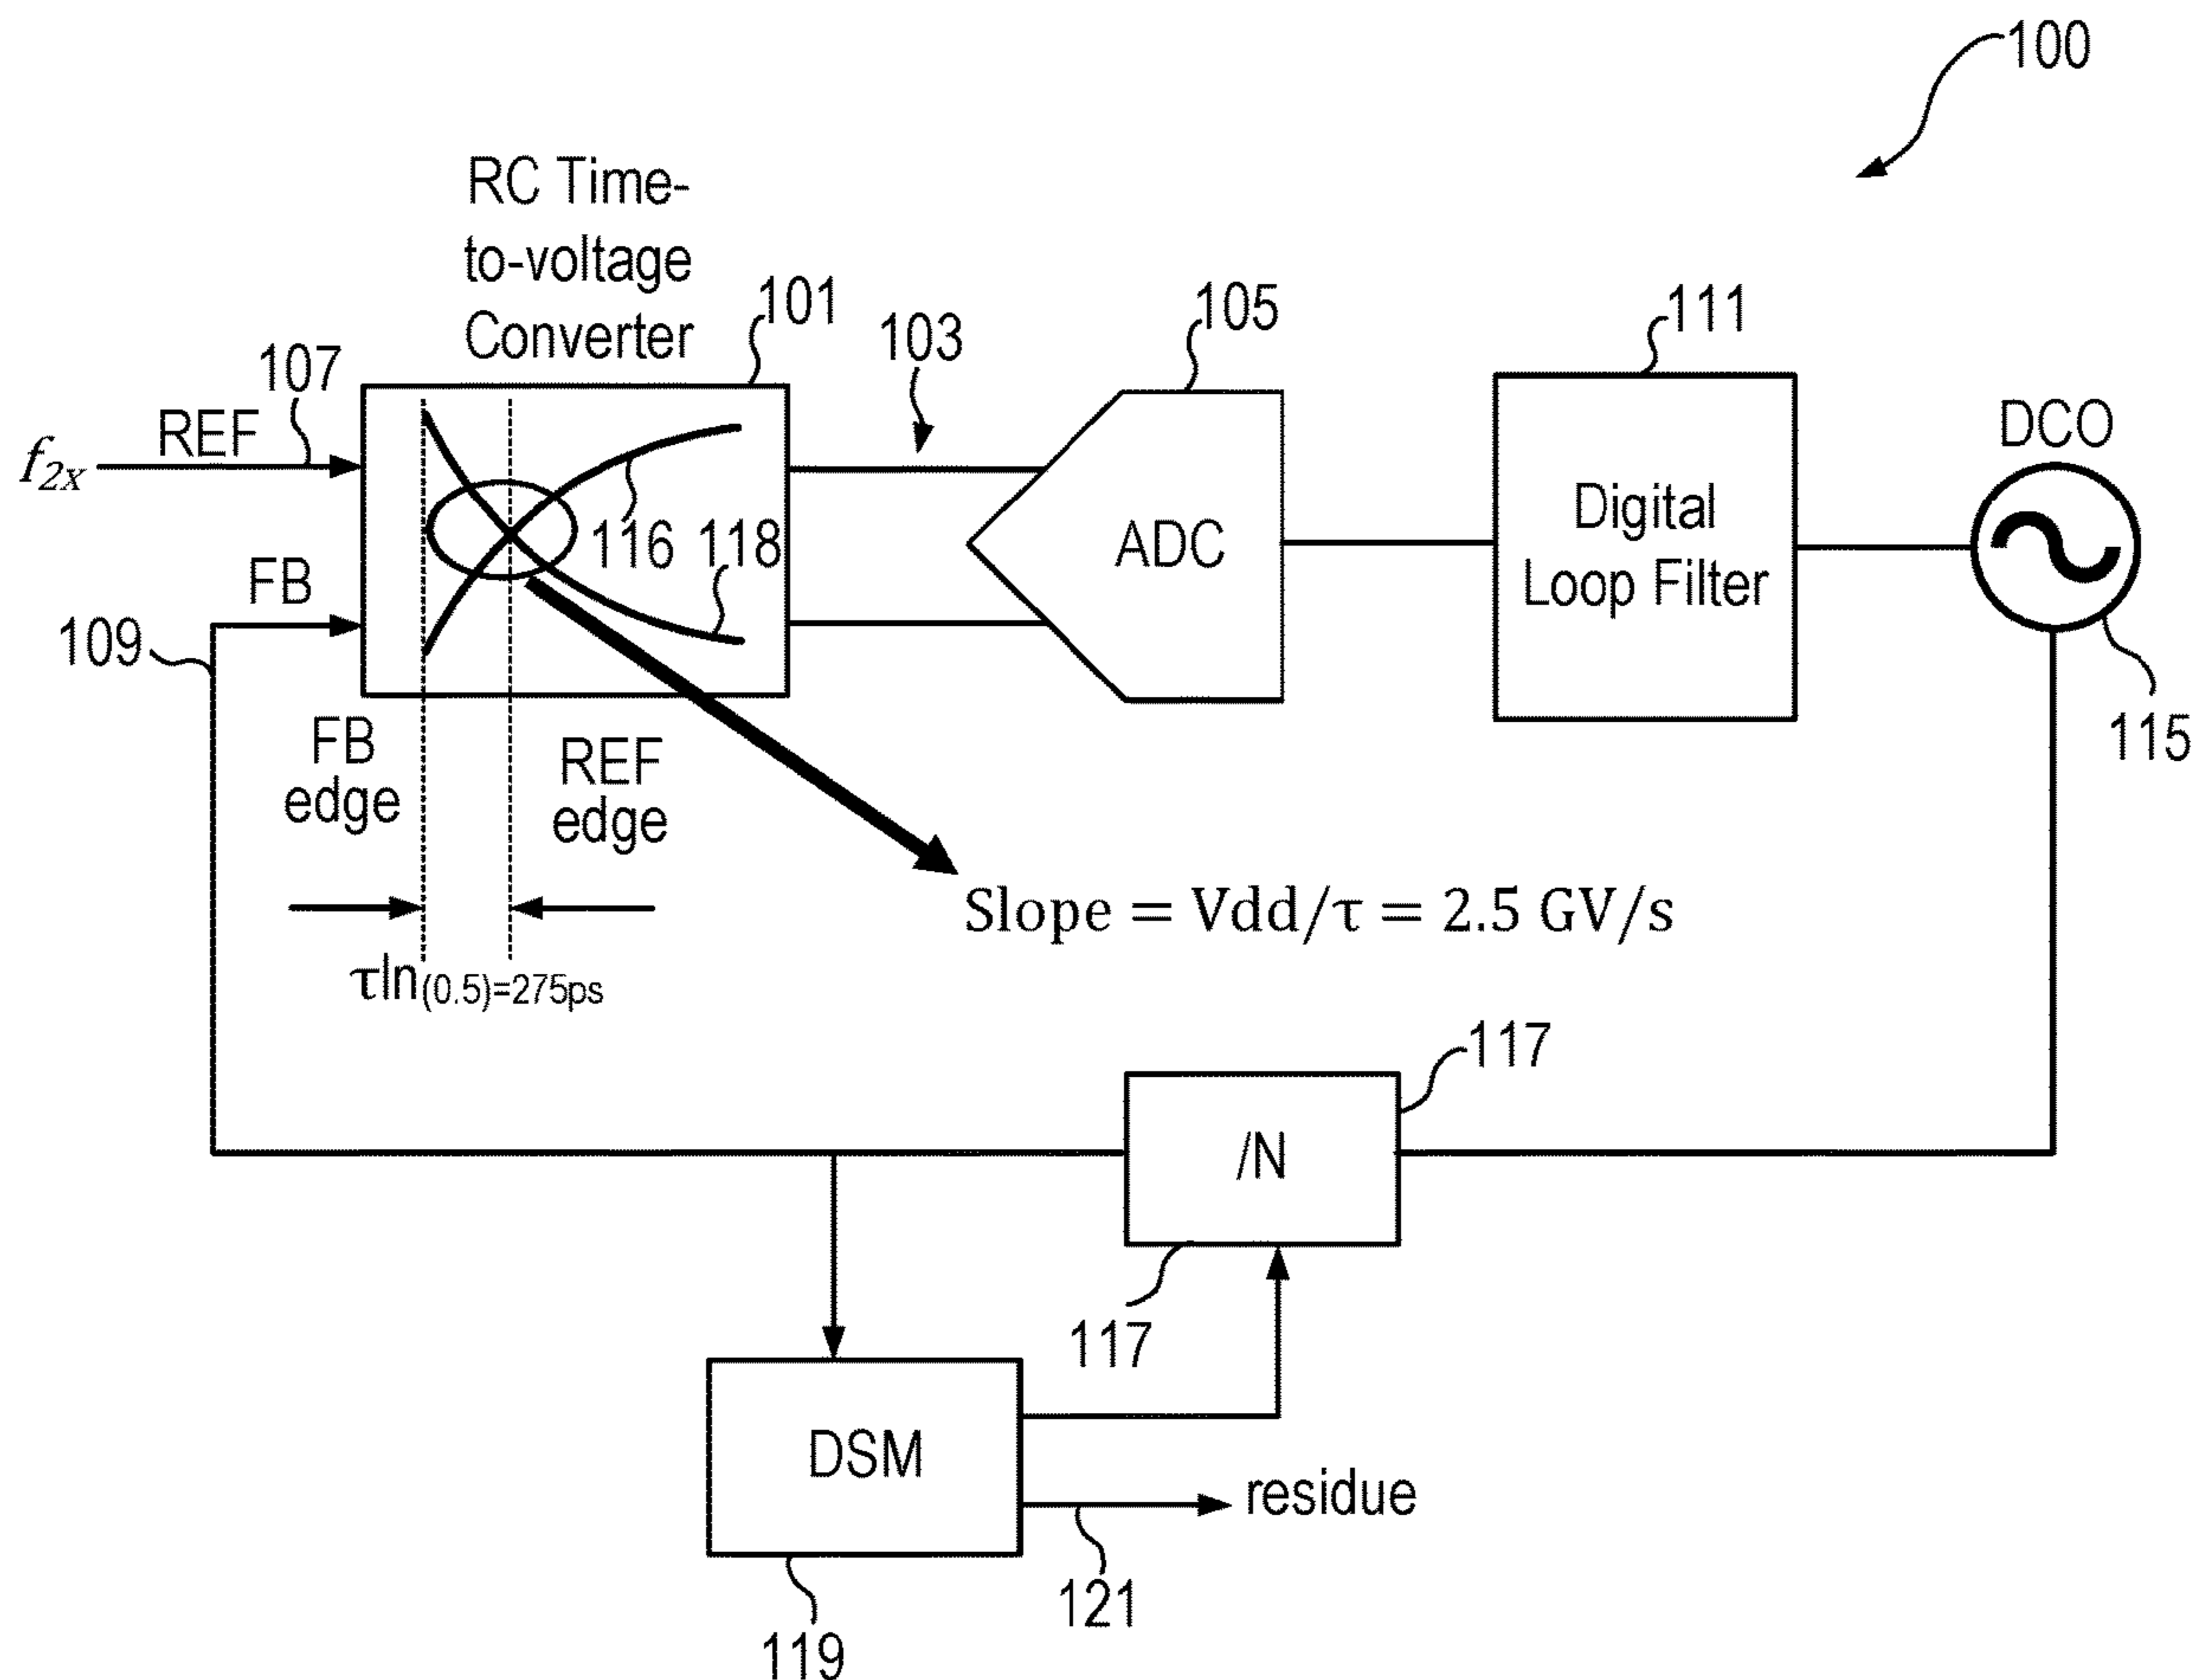 100
RC Time-
to-voltage
Converter
101
103
105
111
107
REF
f2x
DCO
116
118
ADC
Digital
Loop Filter
FB
109
115
FB
edge
REF
edge
Slope = Vdd/τ = 2.5 GV/s
τln(0.5)=275ps
117
/N
117
DSM
residue
121
119